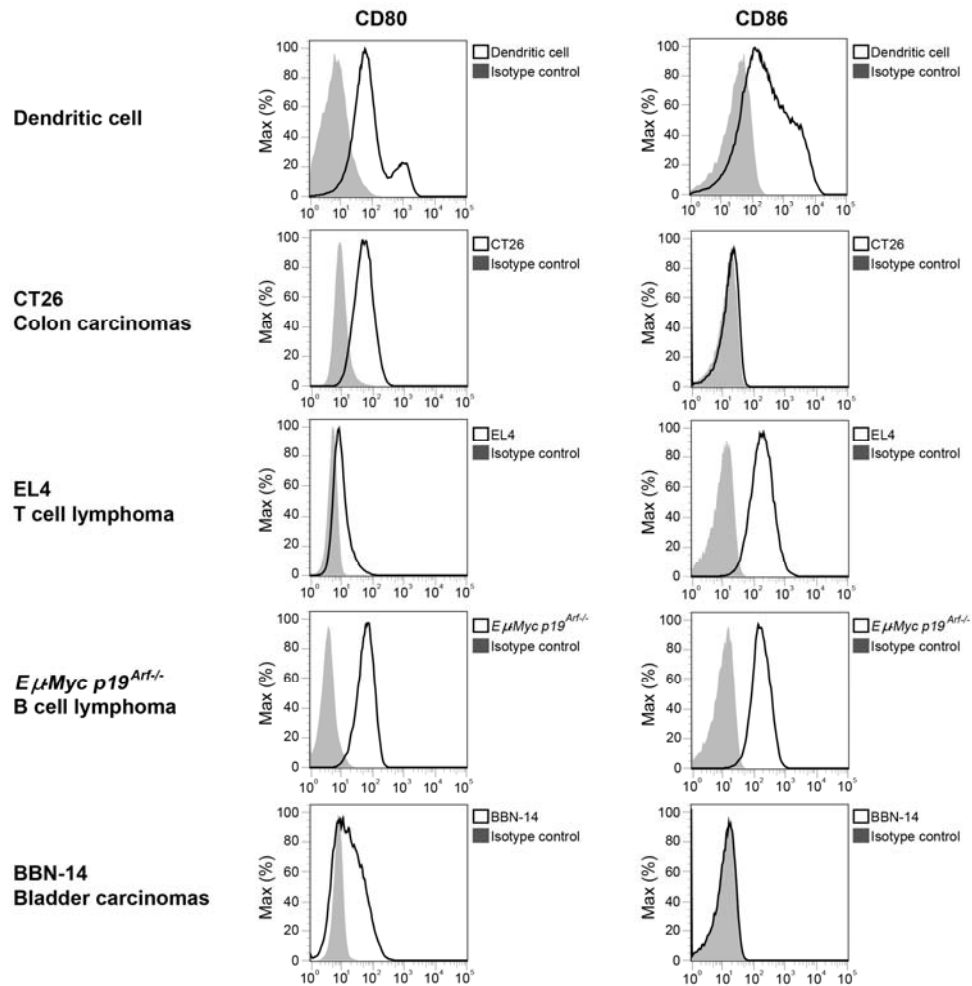 CD80
CD86
Dendritic cell
Max (%)
100
80
60
40
20
0
10⁰ 10¹ 10² 10³ 10⁴ 10⁵
Dendritic cell
Isotype control
Max (%)
100
80
60
40
20
0
10⁰ 10¹ 10² 10³ 10⁴ 10⁵
Dendritic cell
Isotype control
CT26
Colon carcinomas
Max (%)
100
80
60
40
20
0
10⁰ 10¹ 10² 10³ 10⁴ 10⁵
CT26
Isotype control
Max (%)
100
80
60
40
20
0
10⁰ 10¹ 10² 10³ 10⁴ 10⁵
CT26
Isotype control
EL4
T cell lymphoma
Max (%)
100
80
60
40
20
0
10⁰ 10¹ 10² 10³ 10⁴ 10⁵
EL4
Isotype control
Max (%)
100
80
60
40
20
0
10⁰ 10¹ 10² 10³ 10⁴ 10⁵
EL4
Isotype control
EμMyc p19^Arf-/-
B cell lymphoma
Max (%)
100
80
60
40
20
0
10⁰ 10¹ 10² 10³ 10⁴ 10⁵
EμMyc p19^Arf-/-
Isotype control
Max (%)
100
80
60
40
20
0
10⁰ 10¹ 10² 10³ 10⁴ 10⁵
EμMyc p19^Arf-/-
Isotype control
BBN-14
Bladder carcinomas
Max (%)
100
80
60
40
20
0
10⁰ 10¹ 10² 10³ 10⁴ 10⁵
BBN-14
Isotype control
Max (%)
100
80
60
40
20
0
10⁰ 10¹ 10² 10³ 10⁴ 10⁵
BBN-14
Isotype control